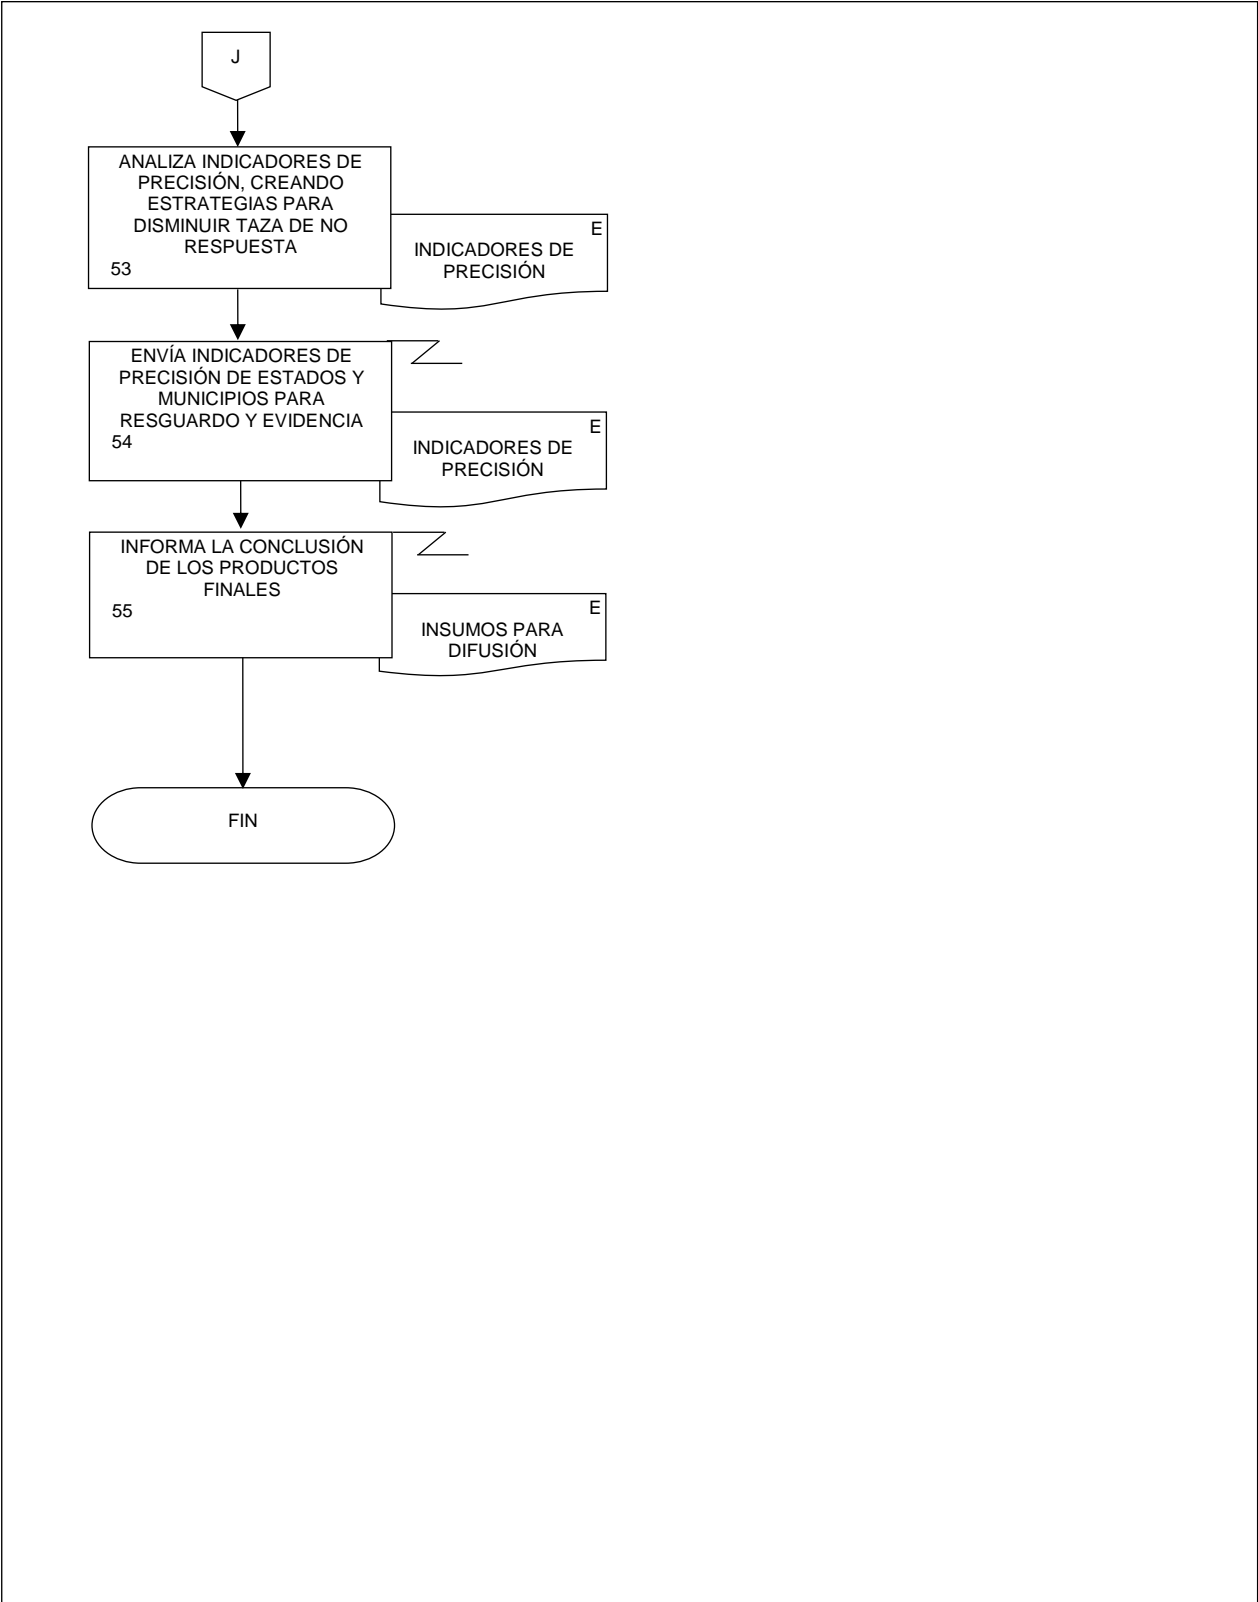 J
ANALIZA INDICADORES DE
PRECISIÓN, CREANDO
ESTRATEGIAS PARA
DISMINUIR TAZA DE NO
RESPUESTA
53
E
INDICADORES DE
PRECISIÓN
ENVÍA INDICADORES DE
PRECISIÓN DE ESTADOS Y
MUNICIPIOS PARA
RESGUARDO Y EVIDENCIA
54
E
INDICADORES DE
PRECISIÓN
INFORMA LA CONCLUSIÓN
DE LOS PRODUCTOS
FINALES
55
E
INSUMOS PARA
DIFUSIÓN
FIN